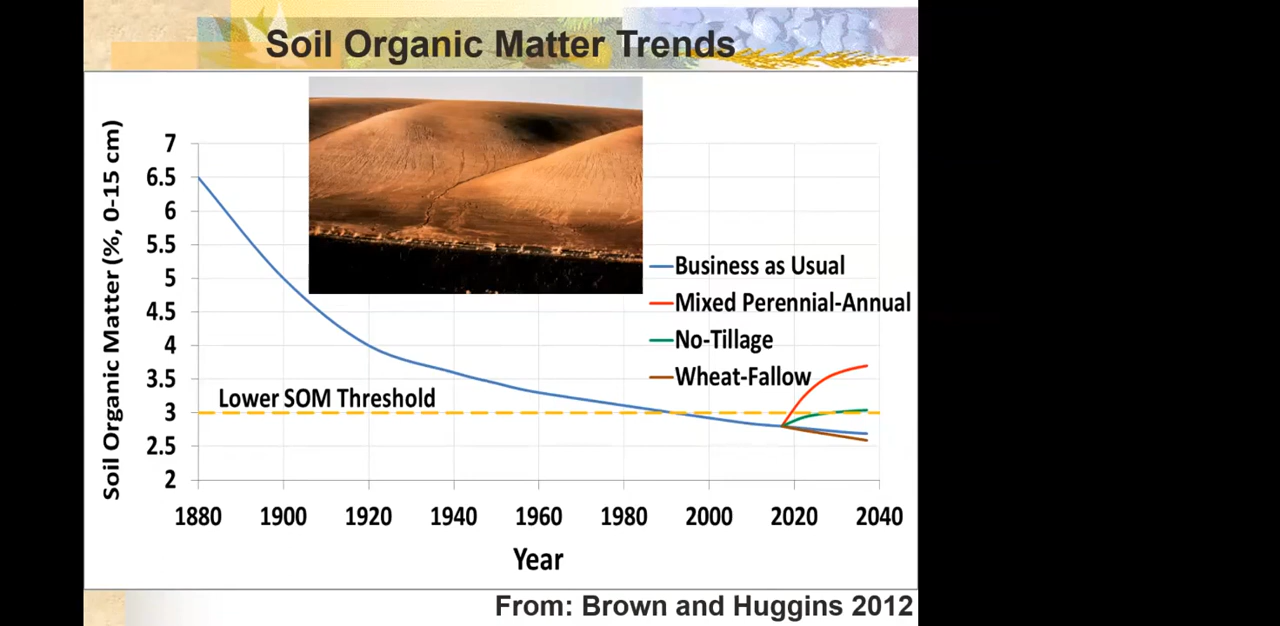 Soil Organic Matter Trends
Soil Organic Matter (%, 0-15 cm)
7
6.5
6
5.5
5
4.5
4
3.5
3
2.5
2
Lower SOM Threshold
Business as Usual
Mixed Perennial-Annual
No-Tillage
Wheat-Fallow
1880 1900 1920 1940 1960 1980 2000 2020 2040
Year
From: Brown and Huggins 2012